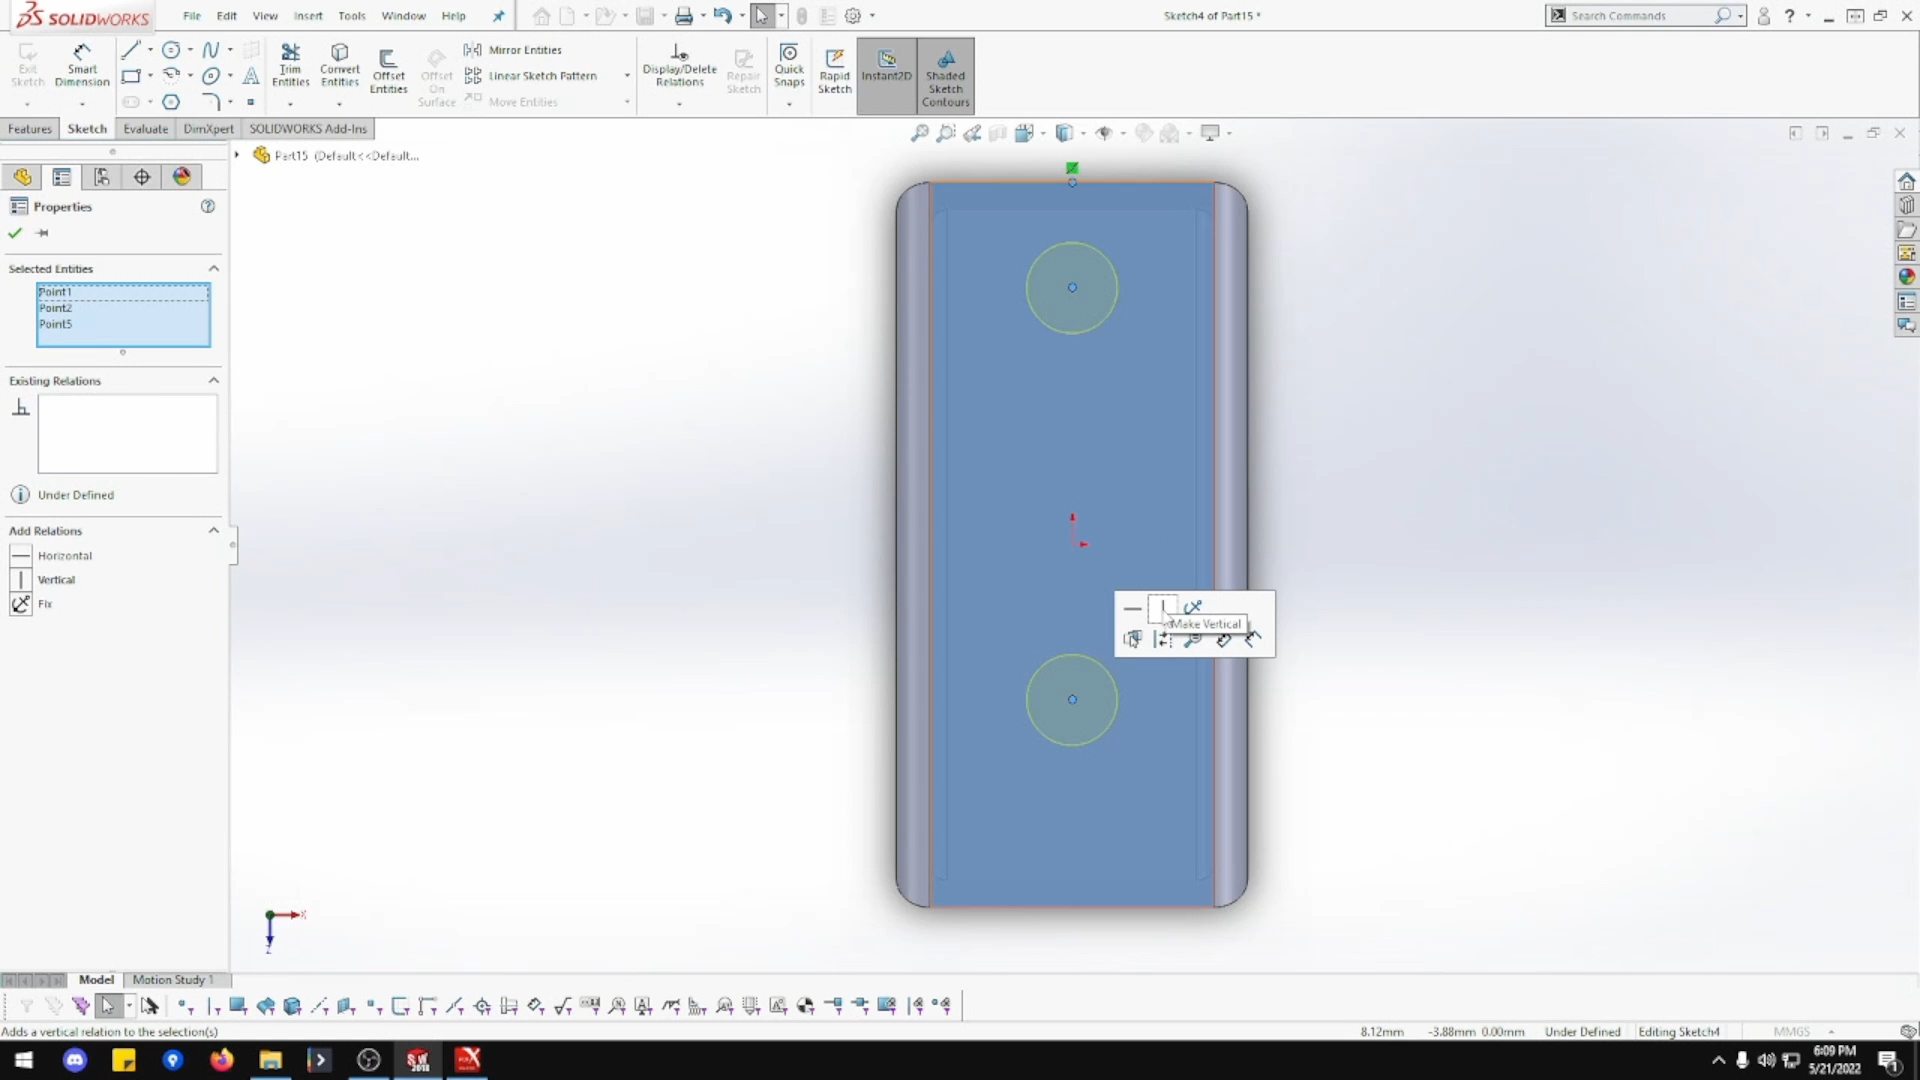 SOLIDWORKS
File Edit View Insert Tools Window Help
Sketch4 of Part15 *
Search Commands
Exit Sketch
Smart Dimension
Trim Entities
Convert Entities
Offset Entities
Offset On Surface
Mirror Entities
Linear Sketch Pattern
Move Entities
Display/Delete Relations
Repair Sketch
Quick Snaps
Rapid Sketch
Instant2D
Shaded Sketch Contours
Features Sketch Evaluate DimXpert SOLIDWORKS Add-Ins
Part15 (Default<<Default...
Properties
Selected Entities
Point1
Point2
Point5
Existing Relations
Under Defined
Add Relations
Horizontal
Vertical
Fix
Make Vertical
X
Z
Model Motion Study 1
Adds a vertical relation to the selection(s)
8.12mm -3.88mm 0.00mm Under Defined Editing Sketch4 MMGS
6:09 PM
5/21/2022